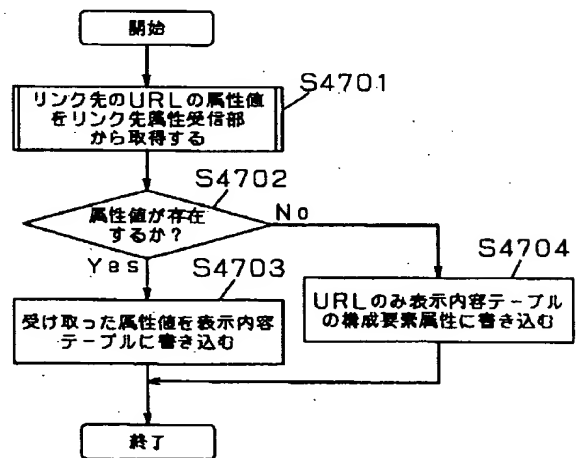 開始
S4701
リンク先のURLの属性値
をリンク先属性受信部
から取得する
S4702
属性値が存在
するか？
No
Yes
S4703
S4704
受け取った属性値を表示内容
テーブルに書き込む
URLのみ表示内容テーブル
の構成要素属性に書き込む
終了